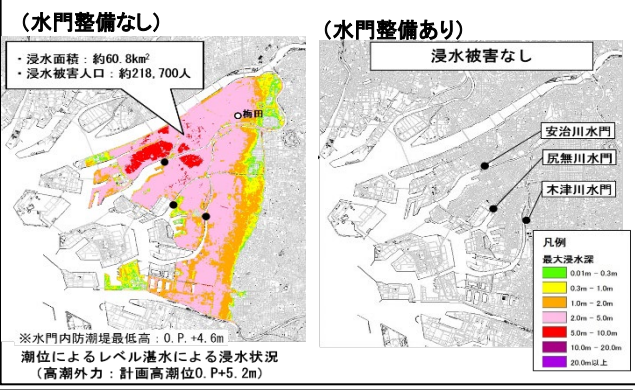 (水門整備なし)
・浸水面積：約60.8km²
・浸水被害人口：約218,700人
梅田
※水門内防潮堤最低高：O.P.+4.6m
潮位によるレベル湛水による浸水状況
(高潮外力：計画高潮位O.P+5.2m)
(水門整備あり)
浸水被害なし
安治川水門
尻無川水門
木津川水門
凡例
最大浸水深
0.01m - 0.3m
0.3m - 1.0m
1.0m - 2.0m
2.0m - 5.0m
5.0m - 10.0m
10.0m - 20.0m
20.0m以上